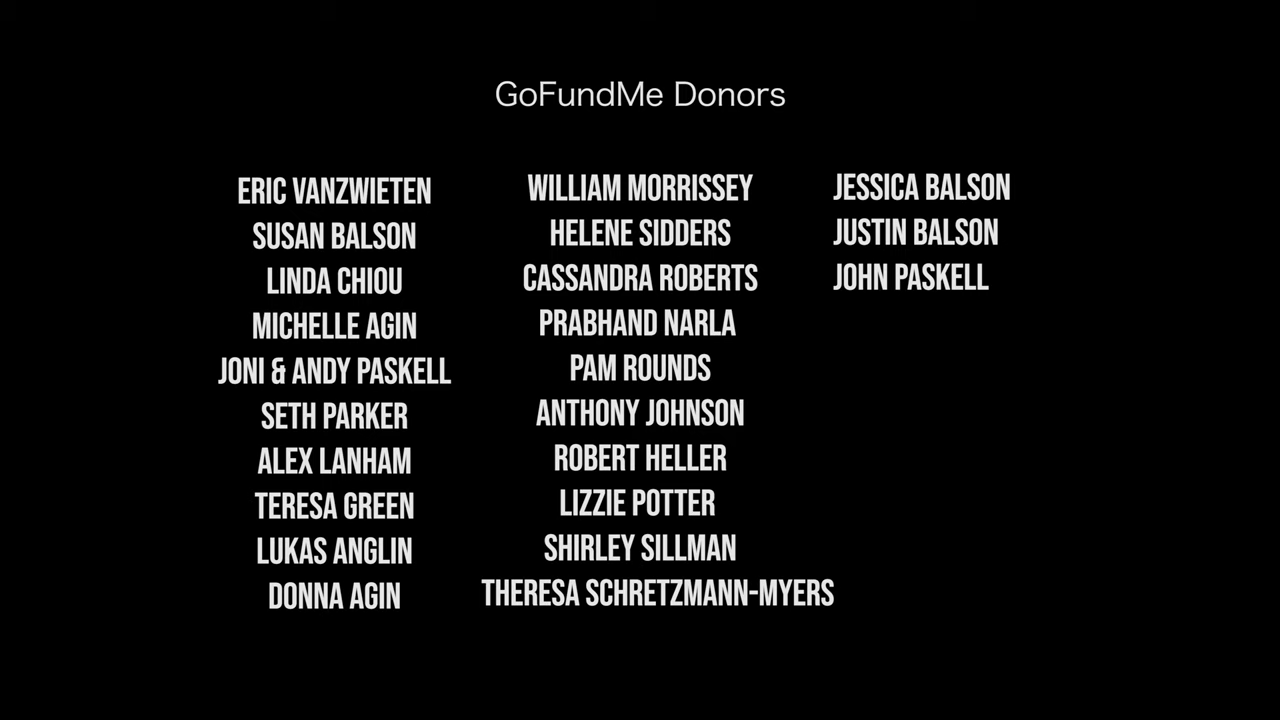 GoFundMe Donors
ERIC VANZWIETEN
SUSAN BALSON
LINDA CHIOU
MICHELLE AGIN
JONI & ANDY PASKELL
SETH PARKER
ALEX LANHAM
TERESA GREEN
LUKAS ANGLIN
DONNA AGIN
WILLIAM MORRISSEY
HELENE SIDDERS
CASSANDRA ROBERTS
PRABHAND NARLA
PAM ROUNDS
ANTHONY JOHNSON
ROBERT HELLER
LIZZIE POTTER
SHIRLEY SILLMAN
THERESA SCHRETZMANN-MYERS
JESSICA BALSON
JUSTIN BALSON
JOHN PASKELL